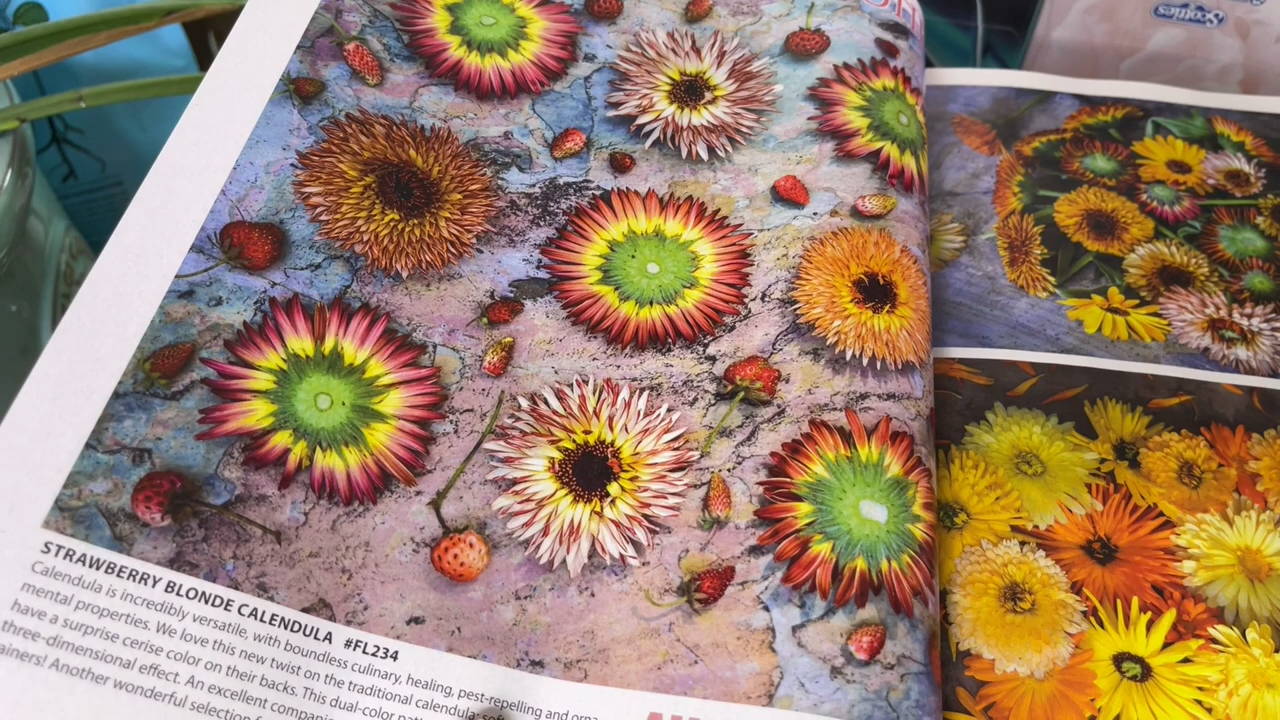 Scotties
STRAWBERRY BLONDE CALENDULA #FL234
Calendula is incredibly versatile, with boundless culinary, healing, pest-repelling and
mental properties. We love this new twist on the traditional calendula;
have a surprise cerise color on their backs. This dual-color
three-dimensional effect. An excellent
Another wonderful selection